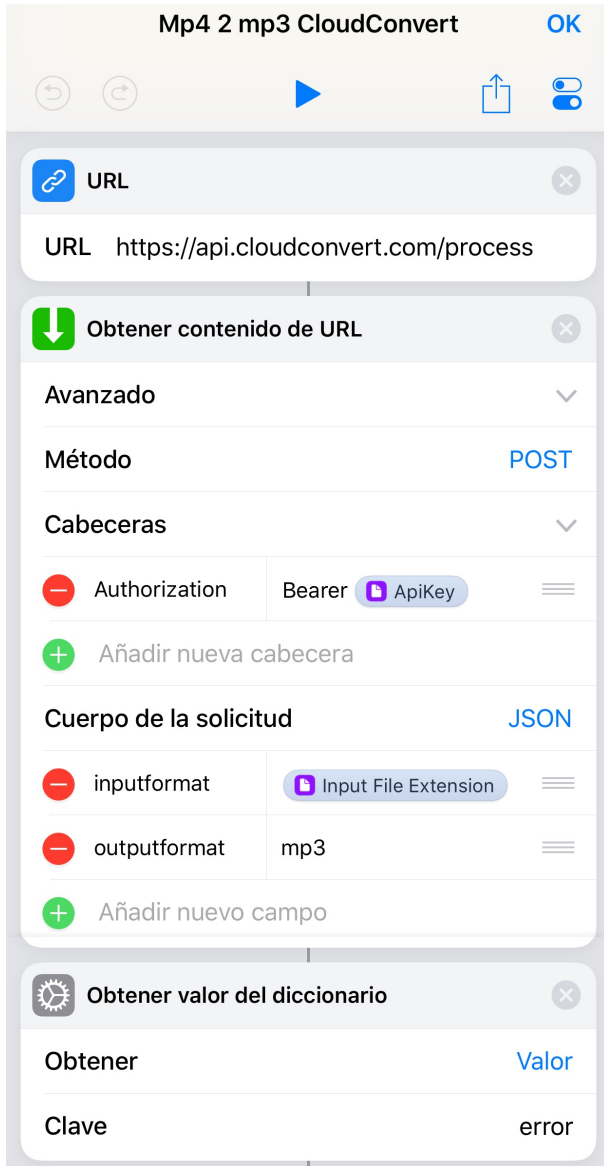 Mp4 2 mp3 CloudConvert OK
URL
URL https://api.cloudconvert.com/process
Obtener contenido de URL
Avanzado
Método POST
Cabeceras
Authorization Bearer ApiKey
Añadir nueva cabecera
Cuerpo de la solicitud JSON
inputformat Input File Extension
outputformat mp3
Añadir nuevo campo
Obtener valor del diccionario
Obtener Valor
Clave error